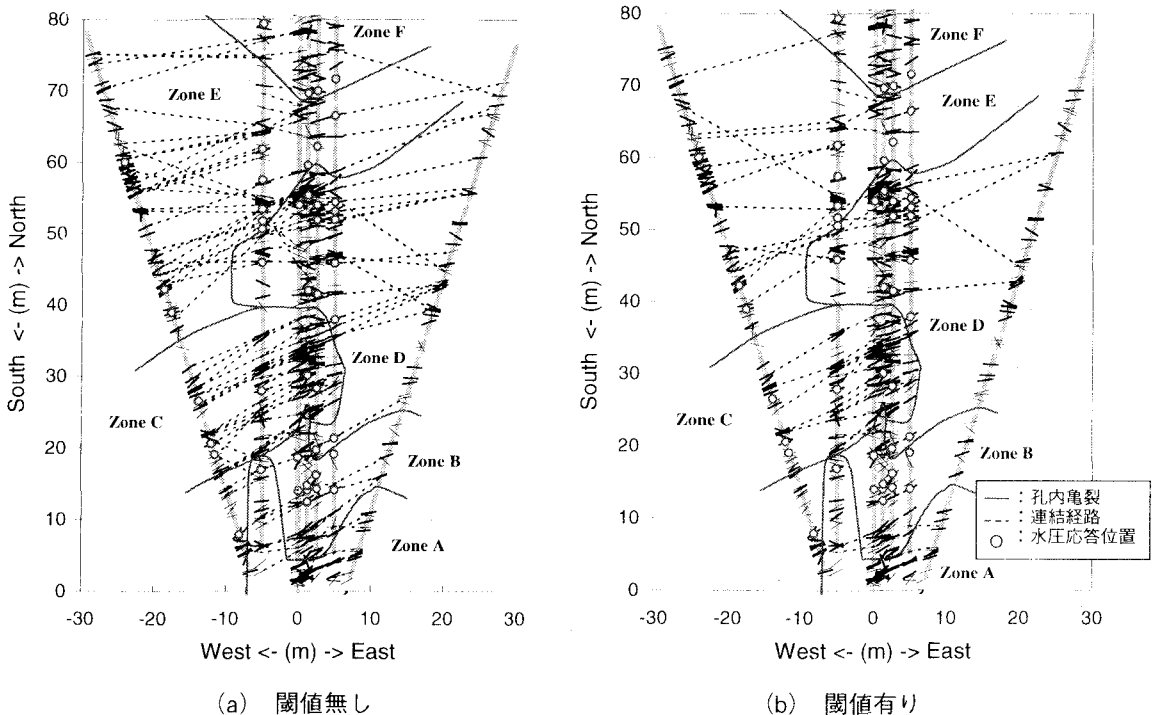 80
70
60
50
40
30
20
10
0
South <- (m) -> North
-30 -20 -10 0 10 20 30
West <- (m) -> East
Zone F
Zone E
Zone D
Zone C
Zone B
Zone A
(a) 閾値無し
80
70
60
50
40
30
20
10
0
South <- (m) -> North
-30 -20 -10 0 10 20 30
West <- (m) -> East
Zone F
Zone E
Zone D
Zone C
Zone B
Zone A
: 孔内亀裂
: 連結経路
: 水圧応答位置
(b) 閾値有り